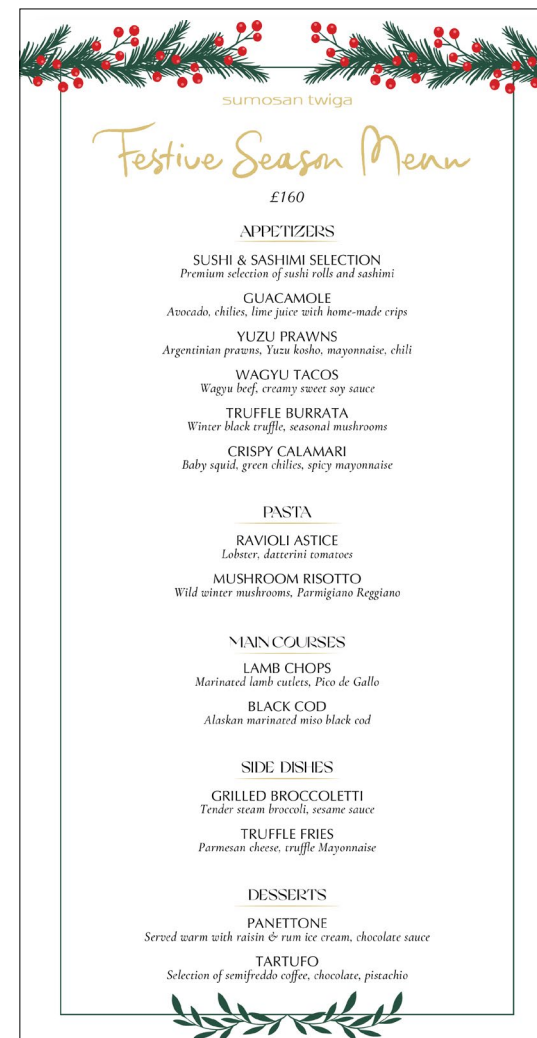 sumosan twiga
Festive Season Menu
£160
APPETIZERS
SUSHI & SASHIMI SELECTION
Premium selection of sushi rolls and sashimi
GUACAMOLE
Avocado, chilies, lime juice with home-made crips
YUZU PRAWNS
Argentinian prawns, Yuzu kosho, mayonnaise, chili
WAGYU TACOS
Wagyu beef, creamy sweet soy sauce
TRUFFLE BURRATA
Winter black truffle, seasonal mushrooms
CRISPY CALAMARI
Baby squid, green chilies, spicy mayonnaise
PASTA
RAVIOLI ASTICE
Lobster, datterini tomatoes
MUSHROOM RISOTTO
Wild winter mushrooms, Parmigiano Reggiano
MAIN COURSES
LAMB CHOPS
Marinated lamb cutlets, Pico de Gallo
BLACK COD
Alaskan marinated miso black cod
SIDE DISHES
GRILLED BROCCOLETTI
Tender steam broccoli, sesame sauce
TRUFFLE FRIES
Parmesan cheese, truffle Mayonnaise
DESSERTS
PANETTONE
Served warm with raisin & rum ice cream, chocolate sauce
TARTUFO
Selection of semifreddo coffee, chocolate, pistachio